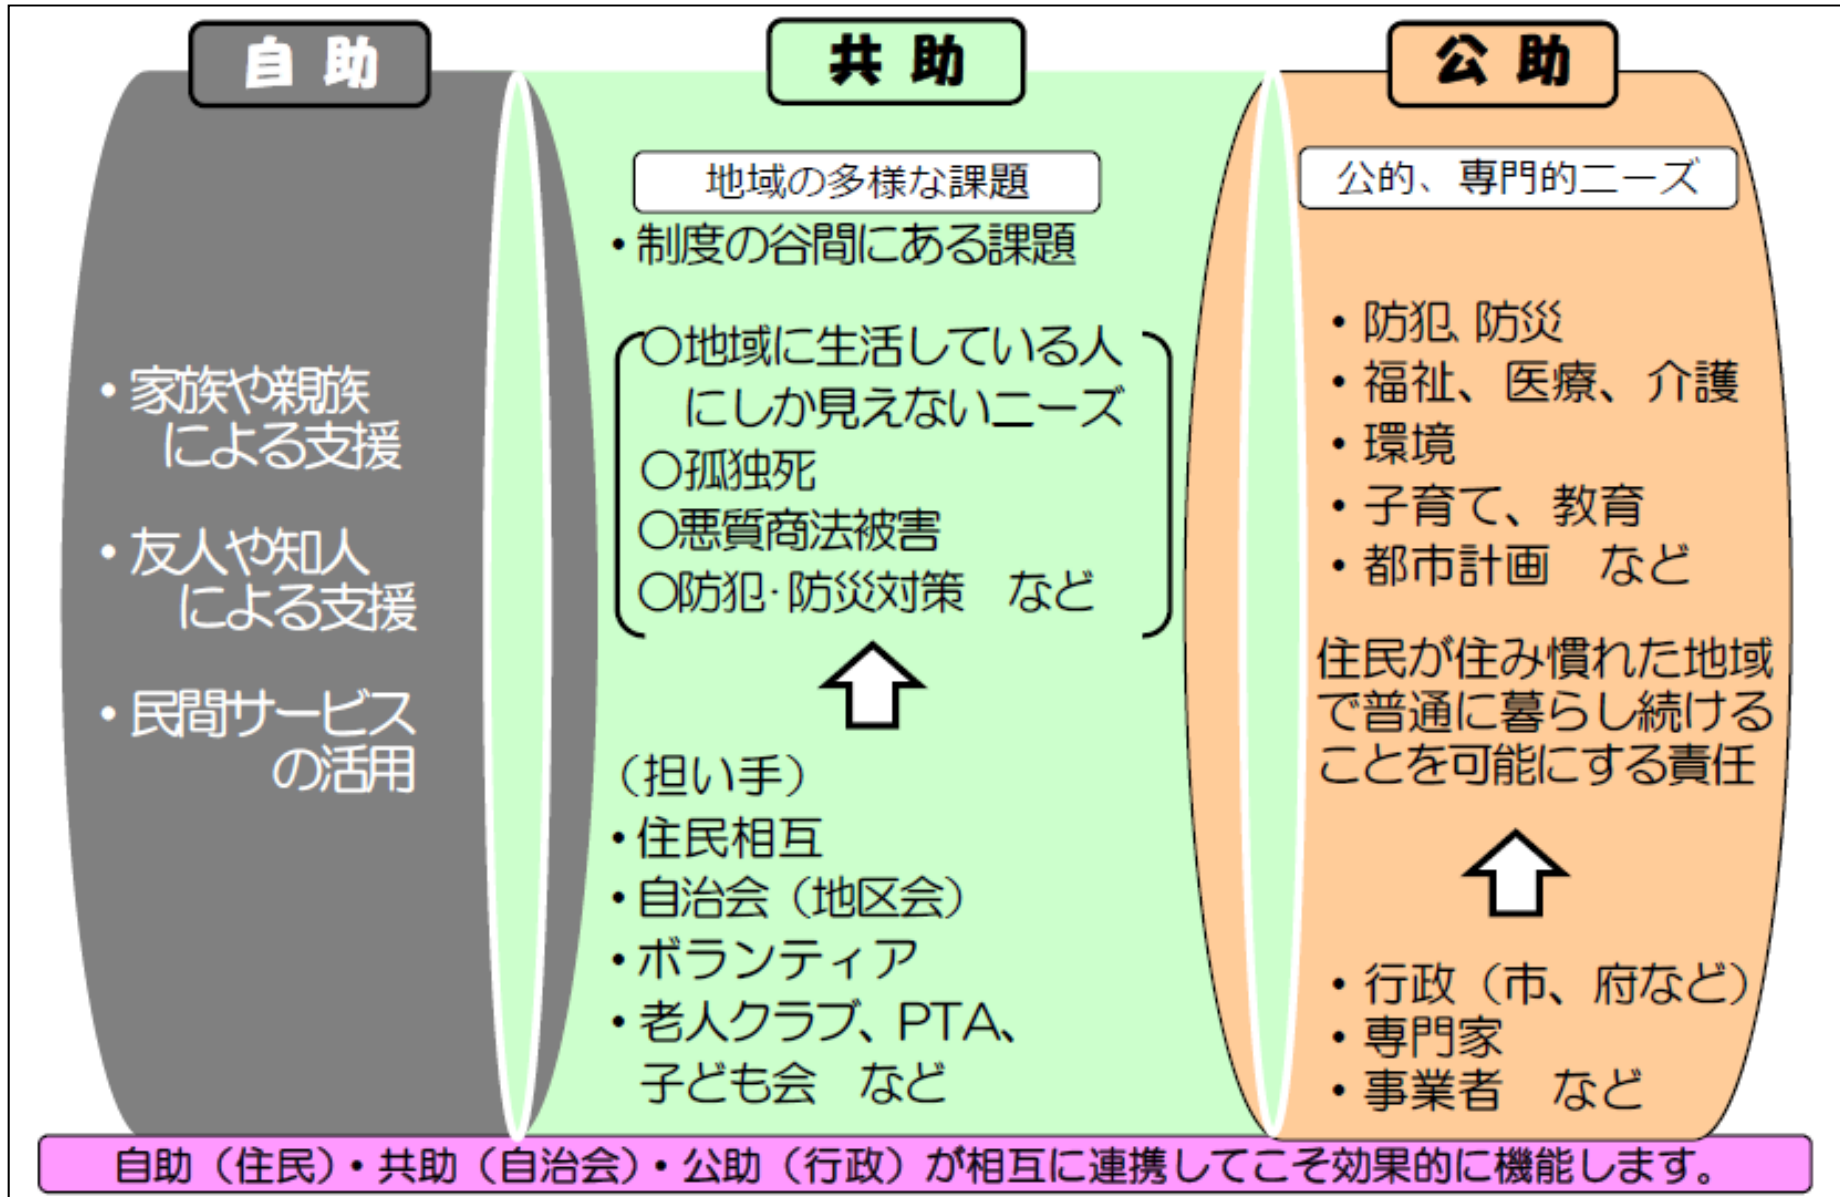 自助
・家族や親族
による支援
・友人や知人
による支援
・民間サービス
の活用
共助
地域の多様な課題
・制度の谷間にある課題
○地域に生活している人
にしか見えないニーズ
○孤独死
○悪質商法被害
○防犯・防災対策　など
（担い手）
・住民相互
・自治会（地区会）
・ボランティア
・老人クラブ、PTA、
子ども会　など
公助
公的、専門的ニーズ
・防犯、防災
・福祉、医療、介護
・環境
・子育て、教育
・都市計画　など
住民が住み慣れた地域
で普通に暮らし続ける
ことを可能にする責任
・行政（市、府など）
・専門家
・事業者　など
自助（住民）・共助（自治会）・公助（行政）が相互に連携してこそ効果的に機能します。